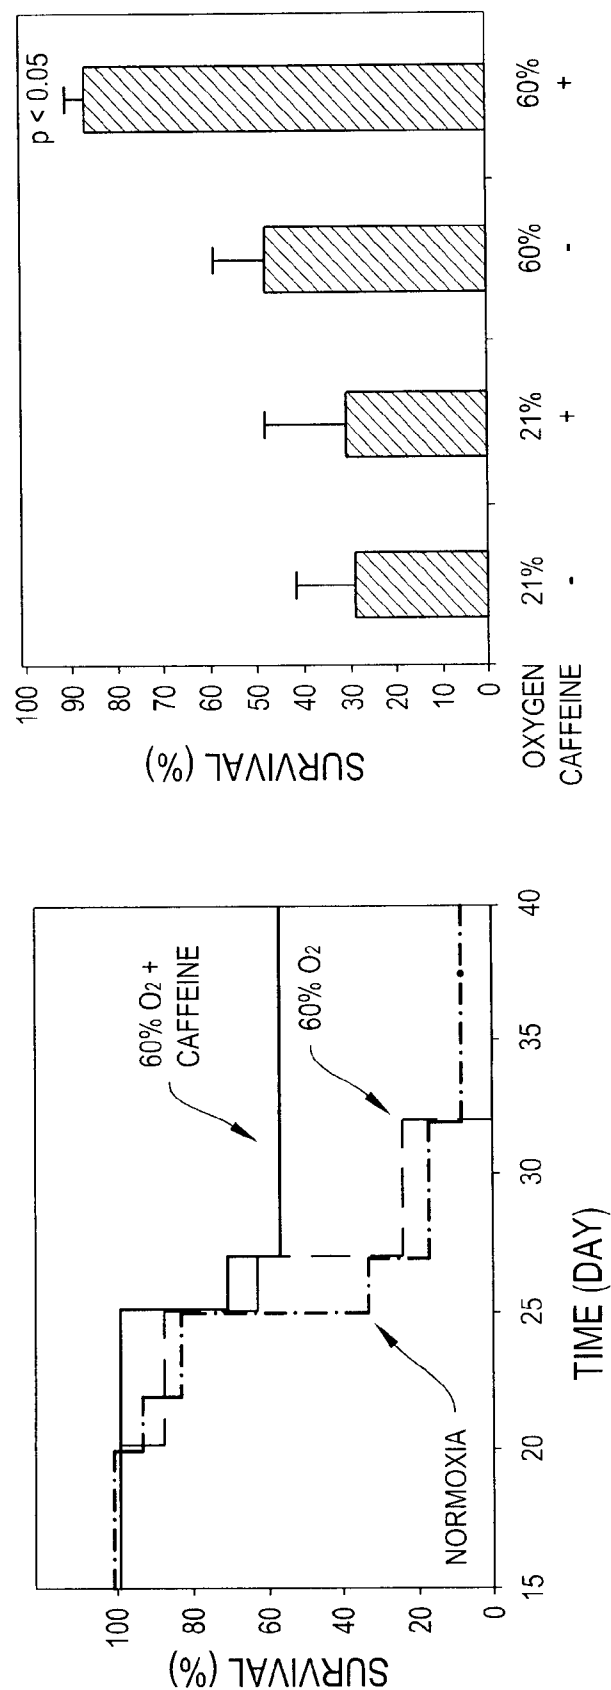 SURVIVAL (%)
100
80
60
40
20
0
15
20
25
30
35
40
TIME (DAY)
NORMOXIA
60% O2 +
CAFFEINE
60% O2
SURVIVAL (%)
100
90
80
70
60
50
40
30
20
10
0
p < 0.05
OXYGEN 21% 21% 60% 60%
CAFFEINE - + - +